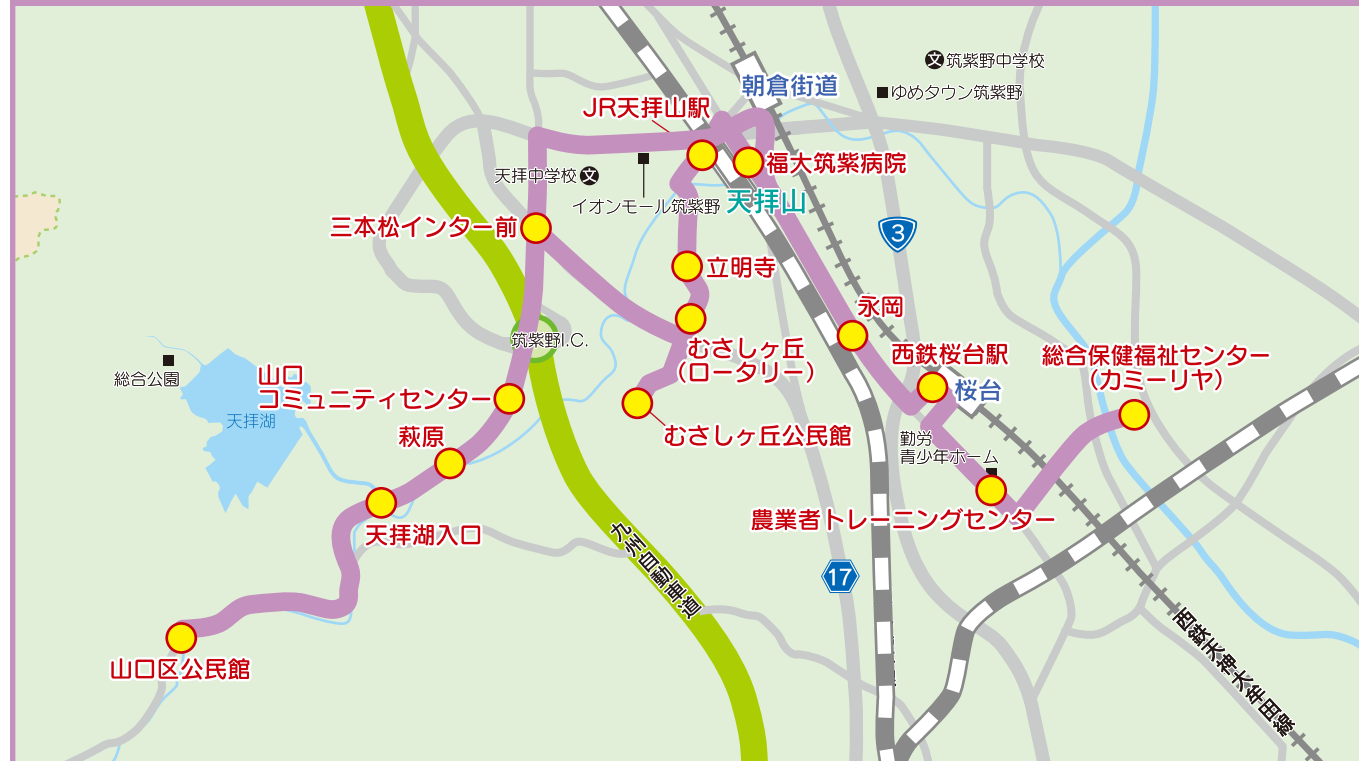 筑紫野中学校
朝倉街道
ゆめタウン筑紫野
JR天拝山駅
福大筑紫病院
天拝中学校
イオンモール筑紫野
天拝山
三本松インター前
3
立明寺
永岡
筑紫野I.C.
むさしヶ丘
（ロータリー）
西鉄桜台駅
総合保健福祉センター
（カミーリヤ）
総合公園
山口
コミュニティセンター
桜台
天拝湖
萩原
むさしヶ丘公民館
勤労
青少年ホーム
天拝湖入口
農業者トレーニングセンター
九州自動車道
17
西鉄天神大牟田線
山口区公民館
文
文